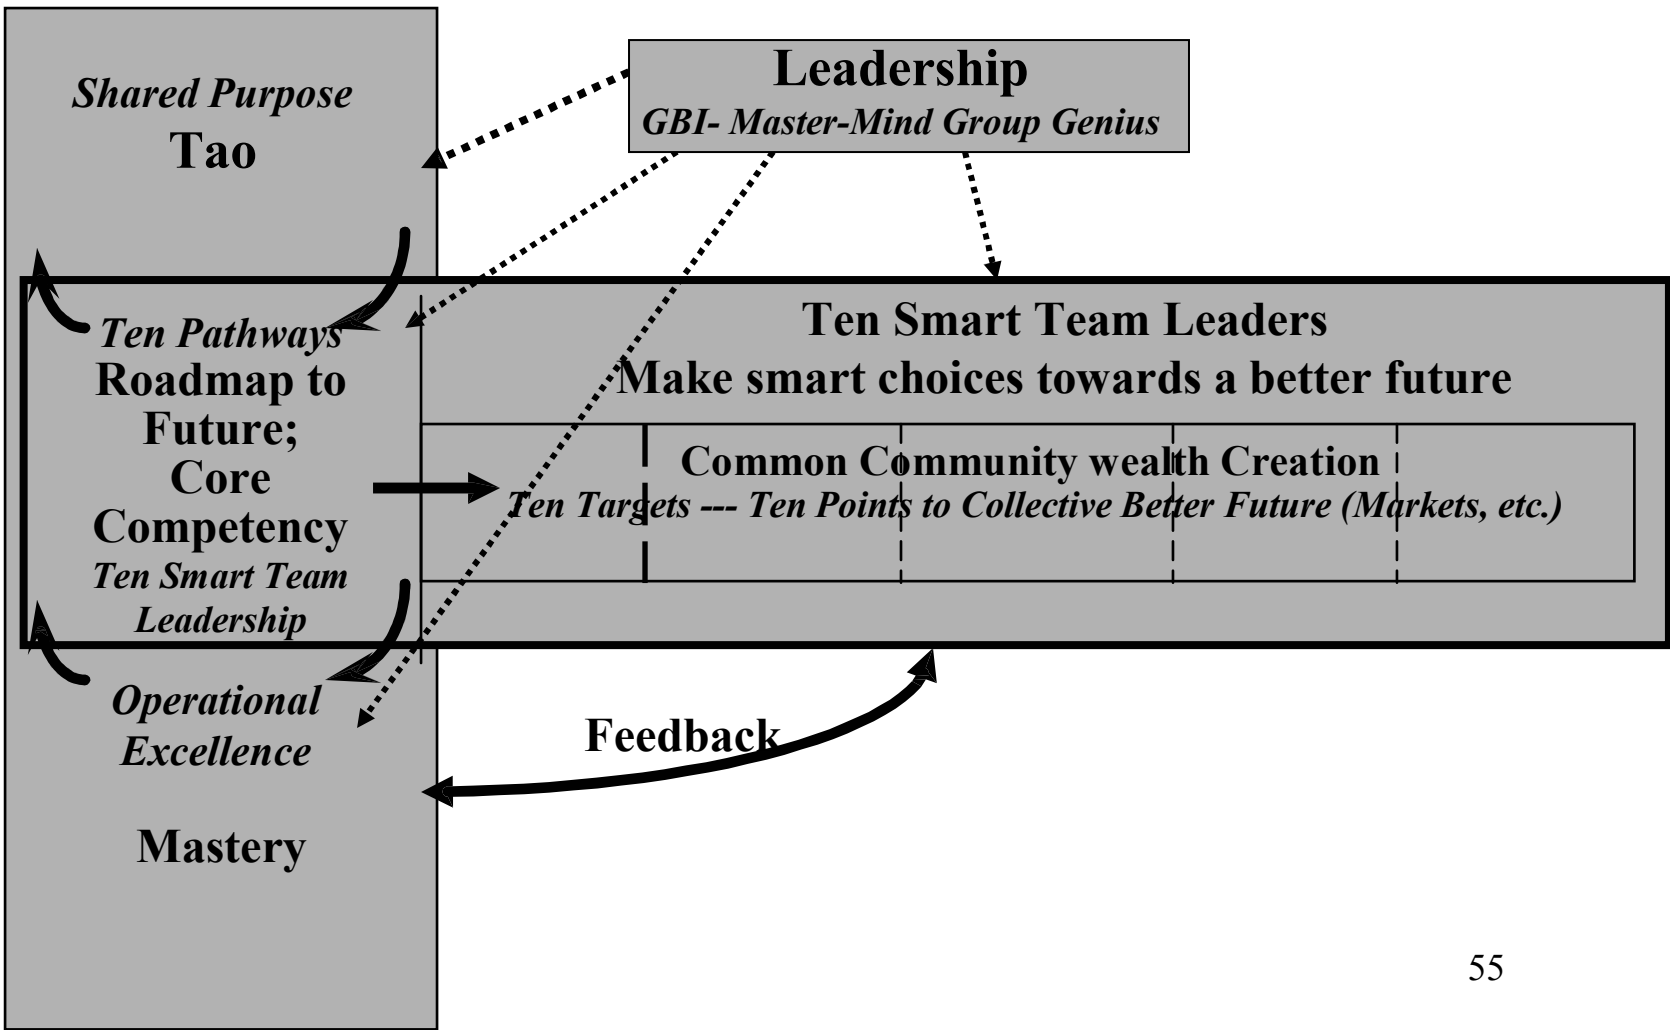 Shared Purpose
Tao
Leadership
GBI- Master-Mind Group Genius
Ten Pathways
Roadmap to
Future;
Core
Competency
Ten Smart Team
Leadership
Ten Smart Team Leaders
Make smart choices towards a better future
Common Community wealth Creation
Ten Targets --- Ten Points to Collective Better Future (Markets, etc.)
Operational
Excellence
Mastery
Feedback
55